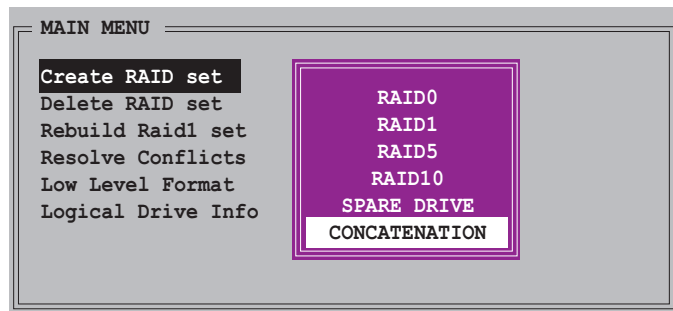 MAIN MENU
Create RAID set
Delete RAID set
Rebuild Raid1 set
Resolve Conflicts
Low Level Format
Logical Drive Info
RAID0
RAID1
RAID5
RAID10
SPARE DRIVE
CONCATENATION